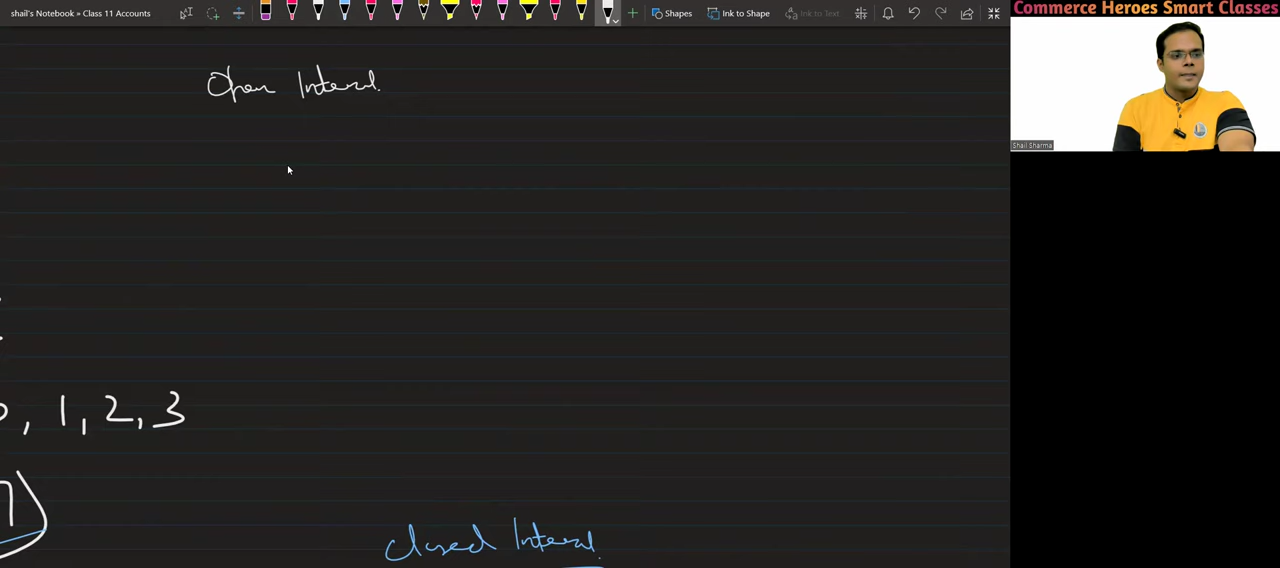 shail's Notebook » Class 11 Accounts
Shapes
Ink to Shape
Ink to Text
Commerce Heroes Smart Classes
Shail Sharma
Open Interval.
, 1, 2, 3
closed Interval.